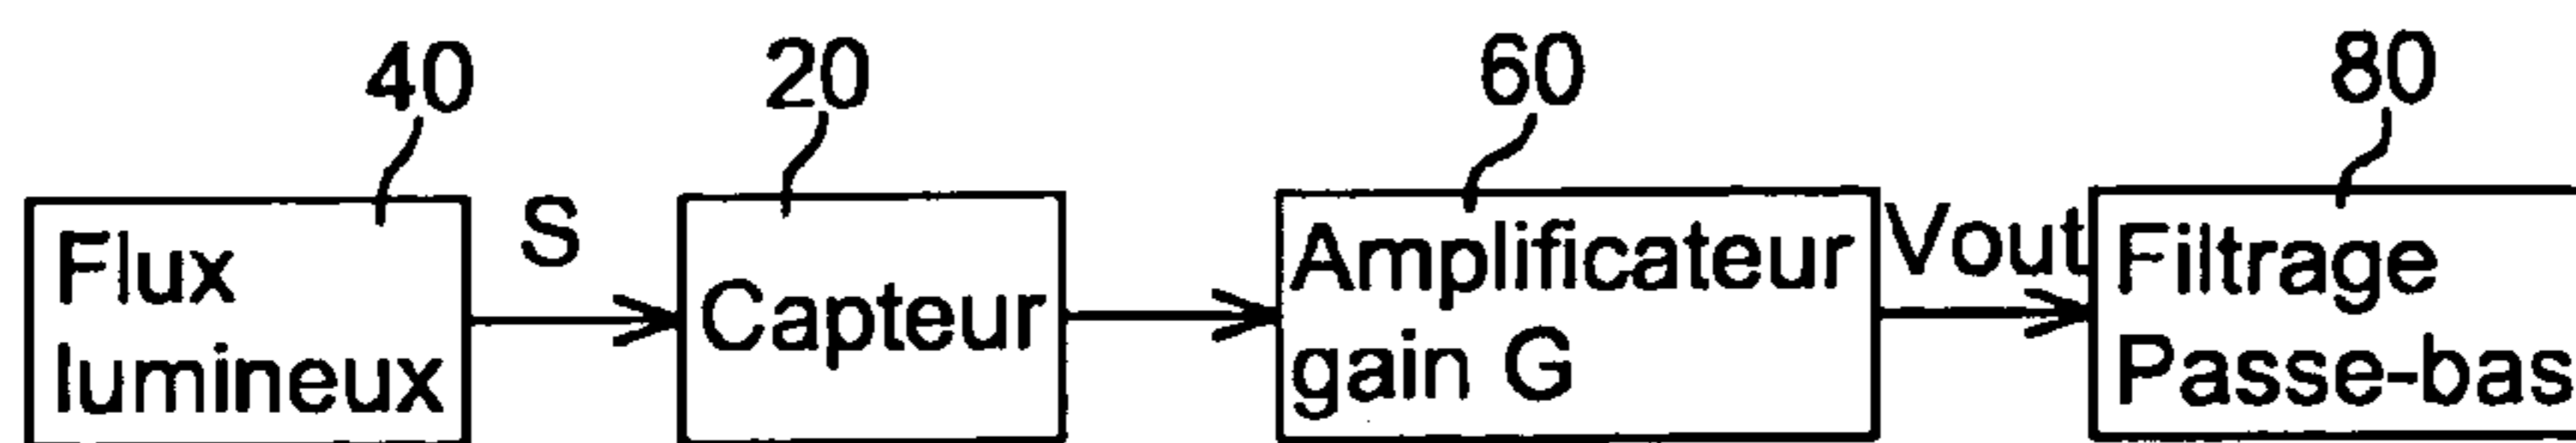 40
20
60
80
Flux
lumineux
S
Capteur
Amplificateur
gain G
Vout
Filtrage
Passe-bas